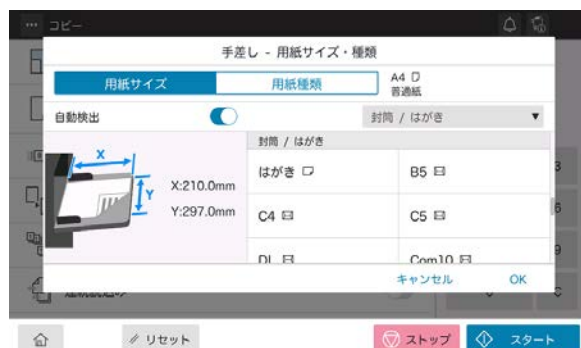 コピー
手差し - 用紙サイズ・種類
用紙サイズ
用紙種類
A4
普通紙
自動検出
封筒 / はがき
封筒 / はがき
X
Y
X:210.0mm
Y:297.0mm
はがき
B5
C4
C5
DL
Com10
3
6
9
C
キャンセル
OK
リセット
ストップ
スタート